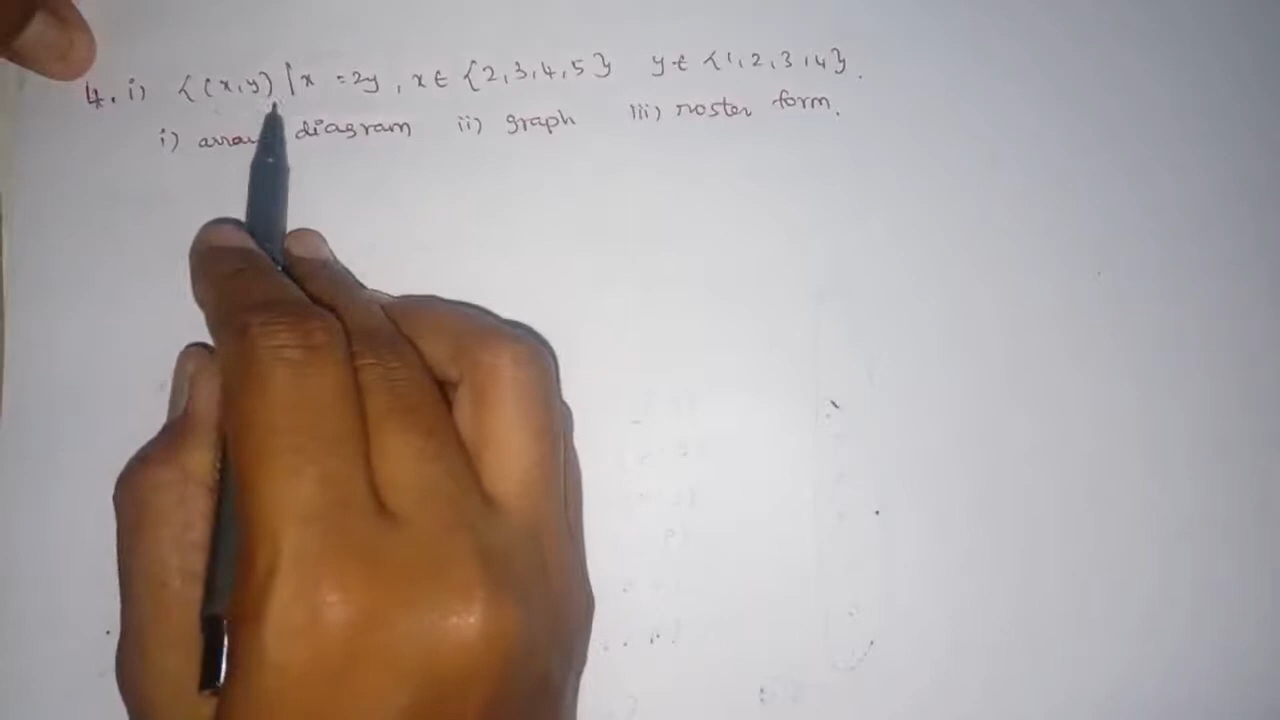 4. i) {(x,y) | x = 2y, x ∈ {2,3,4,5} y ∈ {1,2,3,4}.
i) diagram ii) graph iii) roster form.